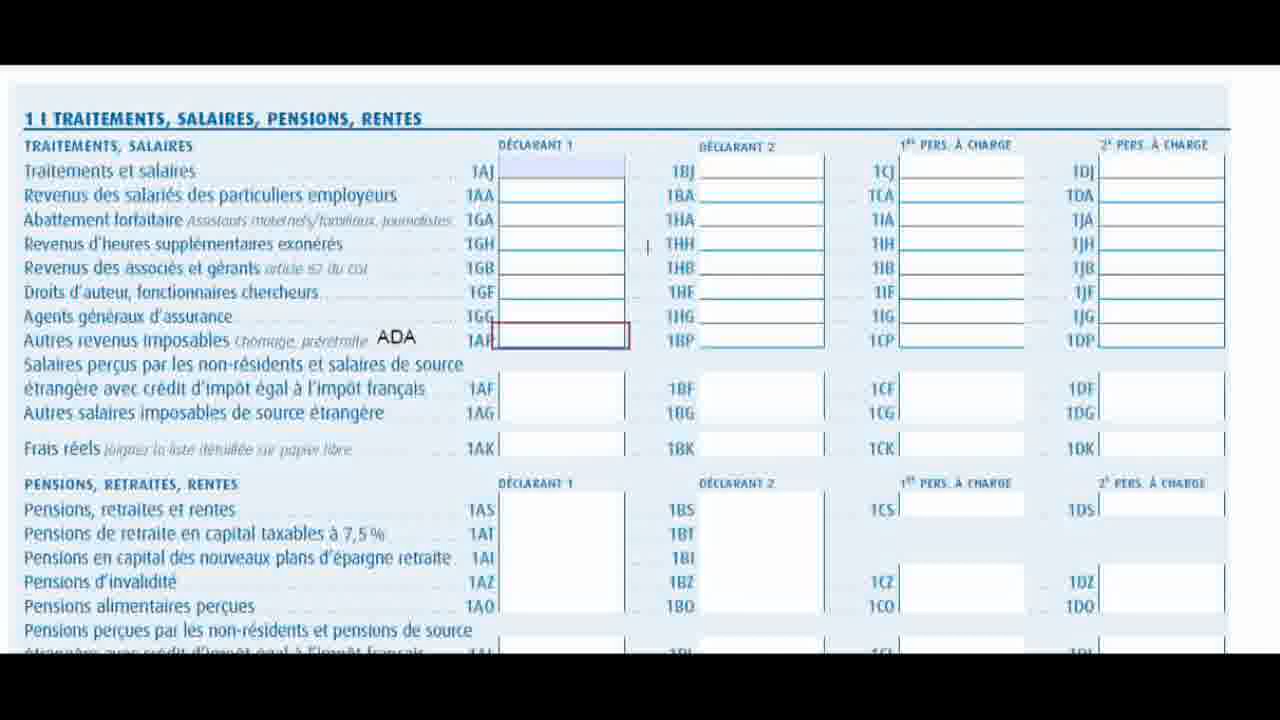 1 I TRAITEMENTS, SALAIRES, PENSIONS, RENTES
TRAITEMENTS, SALAIRES DÉCLARANT 1 DÉCLARANT 2 1re PERS. À CHARGE 2e PERS. À CHARGE
Traitements et salaires 1AJ 1BJ 1CJ 1DJ
Revenus des salariés des particuliers employeurs 1AA 1BA 1CA 1DA
Abattement forfaitaire Assistants maternels/familiaux, journalistes 1GA 1HA 1IA 1JA
Revenus d'heures supplémentaires exonérés 1GH 1HH 1IH 1JH
Revenus des associés et gérants article 62 du CGI 1GB 1HB 1IB 1JB
Droits d'auteur, fonctionnaires chercheurs 1GF 1HF 1IF 1JF
Agents généraux d'assurance 1GG 1HG 1IG 1JG
Autres revenus imposables Chômage, préretraite ADA 1AP 1BP 1CP 1DP
Salaires perçus par les non-résidents et salaires de source
étrangère avec crédit d'impôt égal à l'impôt français 1AF 1BF 1CF 1DF
Autres salaires imposables de source étrangère 1AG 1BG 1CG 1DG
Frais réels Joigner la liste détaillée sur papier libre 1AK 1BK 1CK 1DK
PENSIONS, RETRAITES, RENTES DÉCLARANT 1 DÉCLARANT 2 1re PERS. À CHARGE 2e PERS. À CHARGE
Pensions, retraites et rentes 1AS 1BS 1CS 1DS
Pensions de retraite en capital taxables à 7,5 % 1AT 1BT
Pensions en capital des nouveaux plans d'épargne retraite 1AI 1BI
Pensions d'invalidité 1AZ 1BZ 1CZ 1DZ
Pensions alimentaires perçues 1AO 1BO 1CO 1DO
Pensions perçues par les non-résidents et pensions de source
étrangère avec crédit d'impôt égal à l'impôt français